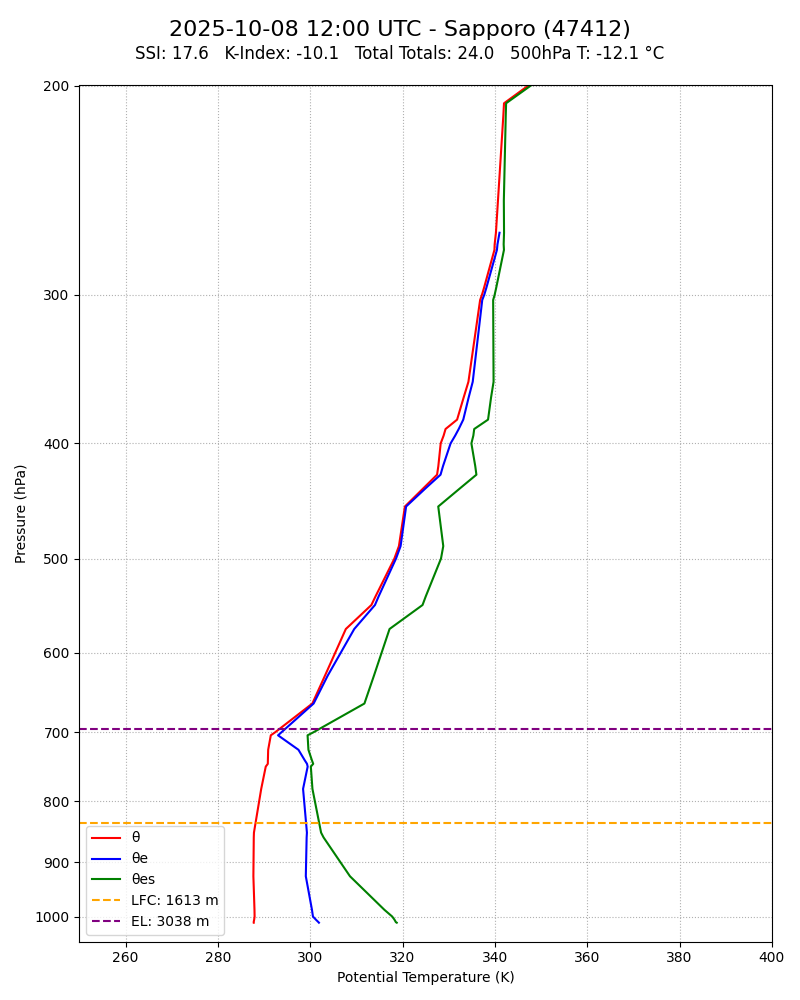 2025-10-08 12:00 UTC - Sapporo (47412)
SSI: 17.6   K-Index: -10.1   Total Totals: 24.0   500hPa T: -12.1 °C
200
300
400
500
600
700
800
900
1000
Pressure (hPa)
θ
θe
θes
LFC: 1613 m
EL: 3038 m
260 280 300 320 340 360 380 400
Potential Temperature (K)